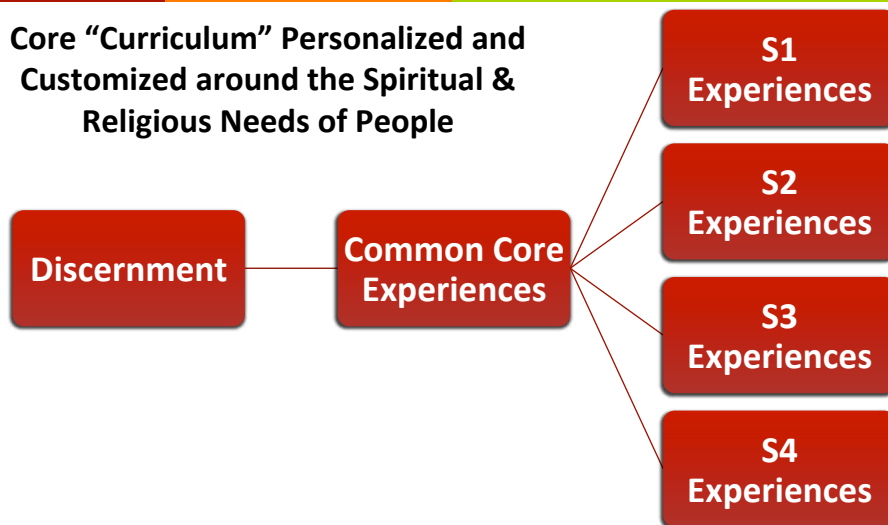 Core “Curriculum” Personalized and
Customized around the Spiritual &
Religious Needs of People
Discernment
Common Core
Experiences
S1
Experiences
S2
Experiences
S3
Experiences
S4
Experiences